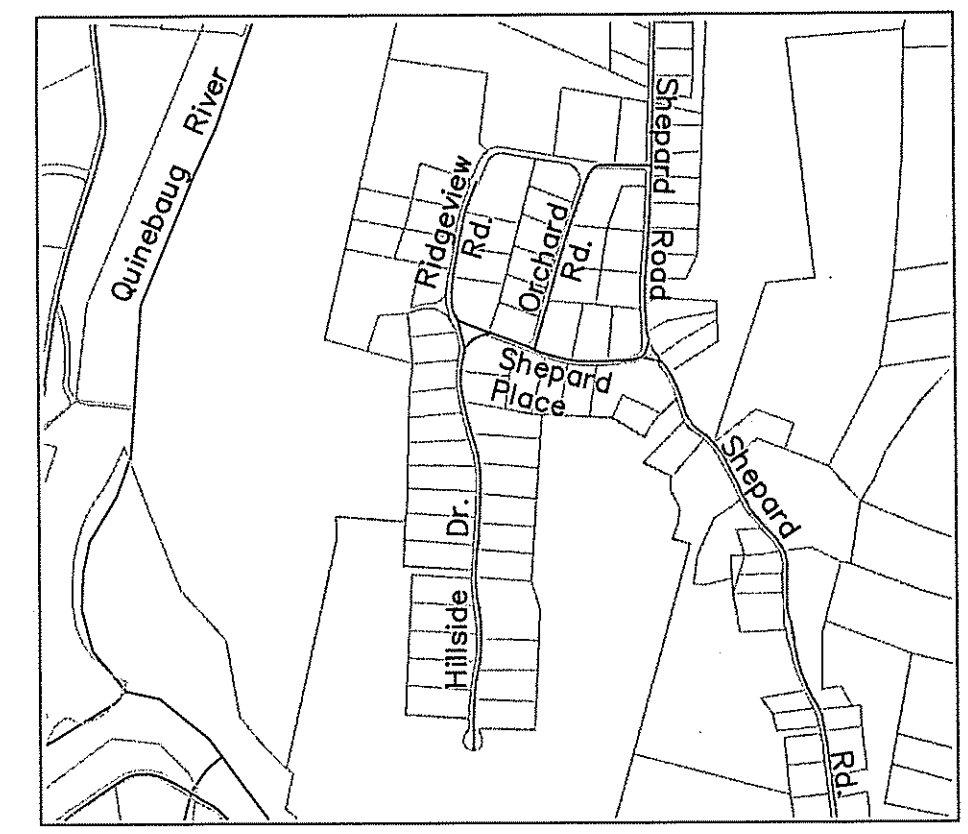 Quinebaug River
Ridgeview
Rd.
Orchard
Rd.
Shepard Road
Shepard
Place
Shepard
Rd.
Hillside Dr.